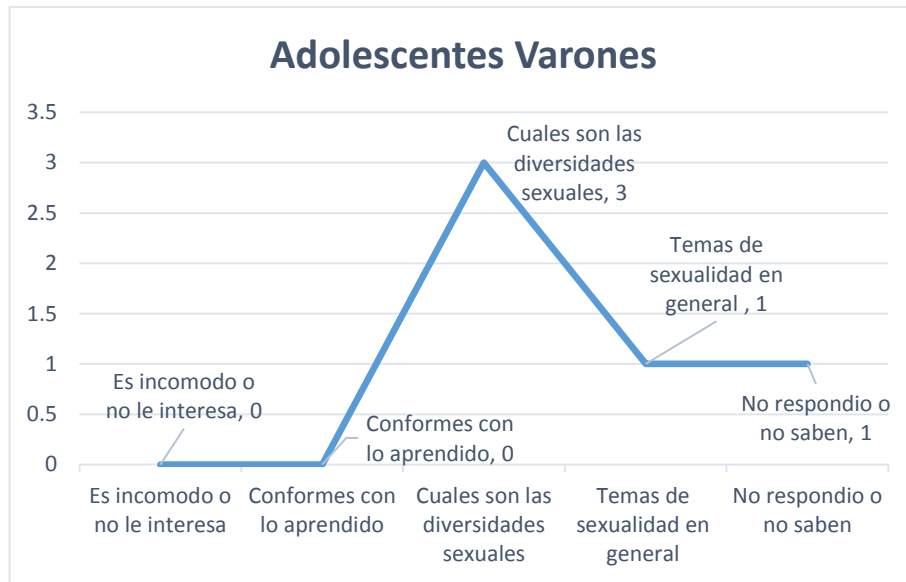 Adolescentes Varones
3.5
3
2.5
2
1.5
1
0.5
0
Cuales son las
diversidades
sexuales, 3
Temas de
sexualidad en
general , 1
Es incomodo o
no le interesa, 0
Conformes con
lo aprendido, 0
No respondio o
no saben, 1
Es incomodo o
no le interesa
Conformes con
lo aprendido
Cuales son las
diversidades
sexuales
Temas de
sexualidad en
general
No respondio o
no saben